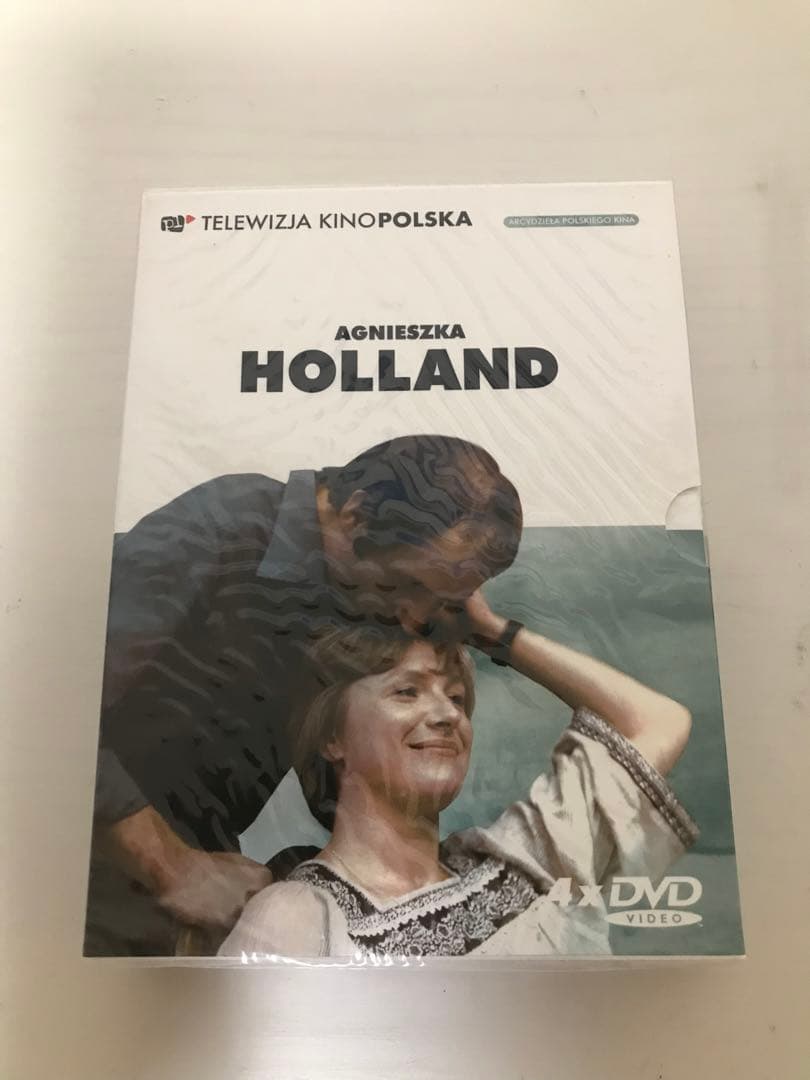 TELEWIZJA KINOPOLSKA
ARCYDZIEŁA POLSKIEGO KINA
AGNIESZKA
HOLLAND
4xDVD
VIDEO